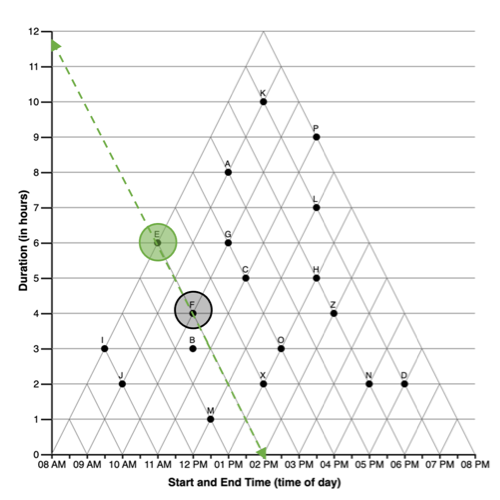 12
11
K
10
P
9
A
8
L
7
E
G
6
C
H
5
F
Z
4
I
B
O
3
J
X
N
D
2
M
1
0
08 AM 09 AM 10 AM 11 AM 12 PM 01 PM 02 PM 03 PM 04 PM 05 PM 06 PM 07 PM 08 PM
Start and End Time (time of day)
Duration (in hours)